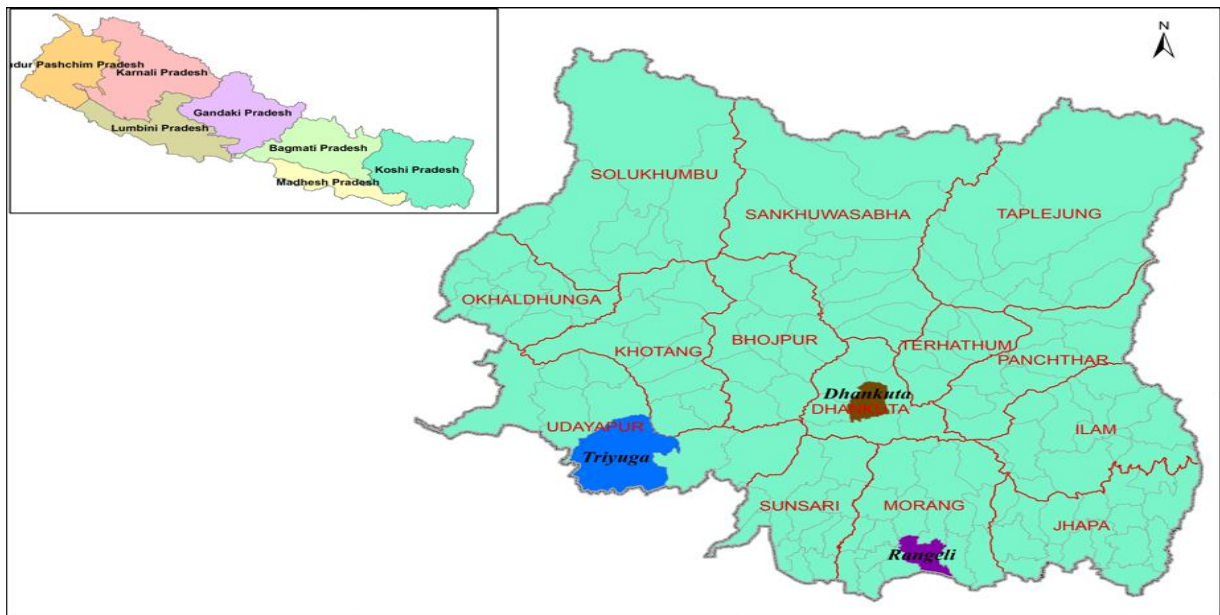 N
udur Pashchim Pradesh
Karnali Pradesh
Gandaki Pradesh
Lumbini Pradesh
Bagmati Pradesh
Koshi Pradesh
Madhesh Pradesh
SOLUKHUMBU
SANKHUWASABHA
TAPLEJUNG
OKHALDHUNGA
KHOTANG
BHOJPUR
TERHATHUM
PANCHTHAR
Dhankuta
DHANKUTA
UDAYAPUR
ILAM
Triyuga
SUNSARI
MORANG
JHAPA
Rangeli